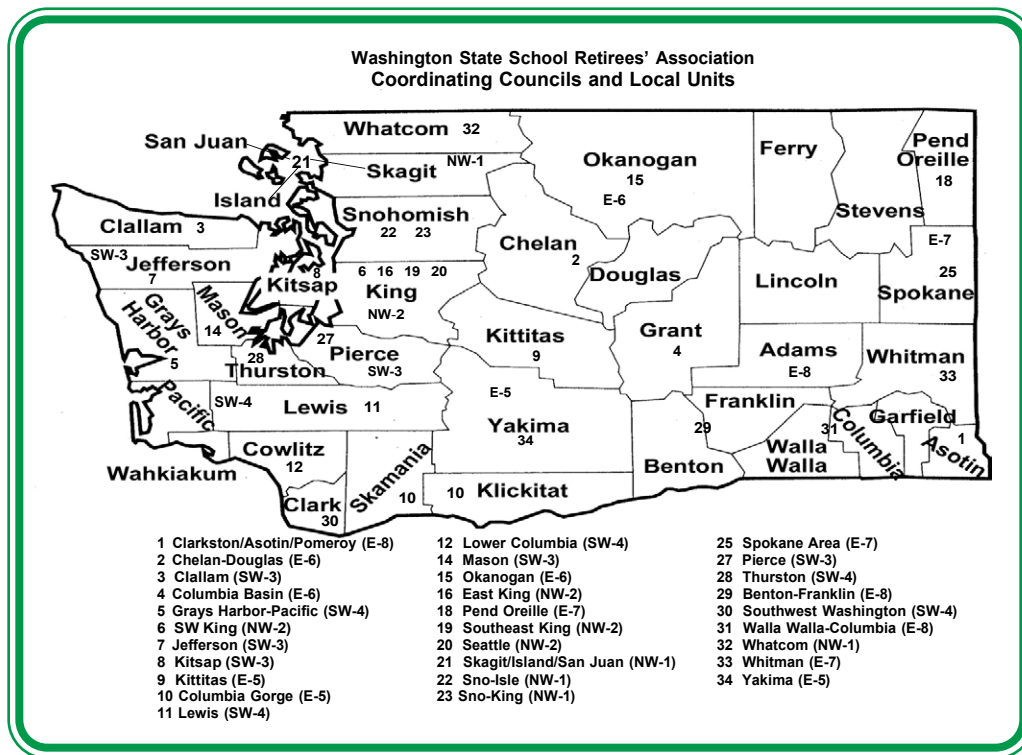 Washington State School Retirees' Association
Coordinating Councils and Local Units
Whatcom 32
San Juan
21
Skagit
NW-1
Island
Okanogan
15
E-6
Ferry
Pend
Oreille
18
Stevens
Clallam 3
Snohomish
22 23
Chelan
2
E-7
25
Spokane
SW-3
Jefferson
7
8
Kitsap
6 16 19 20
King
NW-2
Douglas
Lincoln
Grays
Harbor
5
Mason
14
27
Pierce
SW-3
Kittitas
9
Grant
4
Adams
E-8
Whitman
33
28
Thurston
Pacific
SW-4
Lewis 11
E-5
Yakima
34
Franklin
29
Benton
31
Walla
Walla
Columbia
Garfield
1
Asotin
Wahkiakum
Cowlitz
12
Skamania
10
10 Klickitat
Clark
30
1 Clarkston/Asotin/Pomeroy (E-8)
2 Chelan-Douglas (E-6)
3 Clallam (SW-3)
4 Columbia Basin (E-6)
5 Grays Harbor-Pacific (SW-4)
6 SW King (NW-2)
7 Jefferson (SW-3)
8 Kitsap (SW-3)
9 Kittitas (E-5)
10 Columbia Gorge (E-5)
11 Lewis (SW-4)
12 Lower Columbia (SW-4)
14 Mason (SW-3)
15 Okanogan (E-6)
16 East King (NW-2)
18 Pend Oreille (E-7)
19 Southeast King (NW-2)
20 Seattle (NW-2)
21 Skagit/Island/San Juan (NW-1)
22 Sno-Isle (NW-1)
23 Sno-King (NW-1)
25 Spokane Area (E-7)
27 Pierce (SW-3)
28 Thurston (SW-4)
29 Benton-Franklin (E-8)
30 Southwest Washington (SW-4)
31 Walla Walla-Columbia (E-8)
32 Whatcom (NW-1)
33 Whitman (E-7)
34 Yakima (E-5)